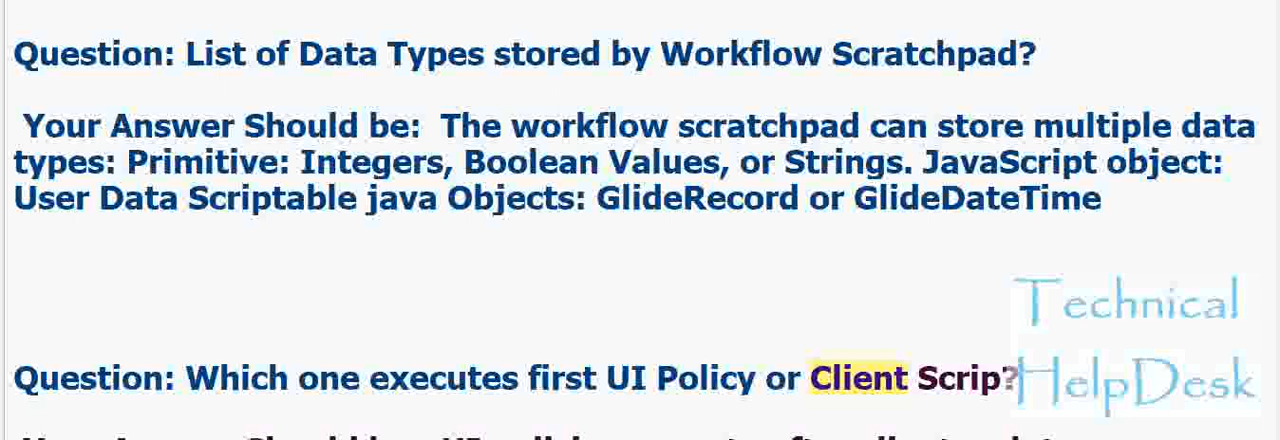 Question: List of Data Types stored by Workflow Scratchpad?
Your Answer Should be: The workflow scratchpad can store multiple data
types: Primitive: Integers, Boolean Values, or Strings. JavaScript object:
User Data Scriptable java Objects: GlideRecord or GlideDateTime
Technical
Question: Which one executes first UI Policy or Client Scrip?
HelpDesk